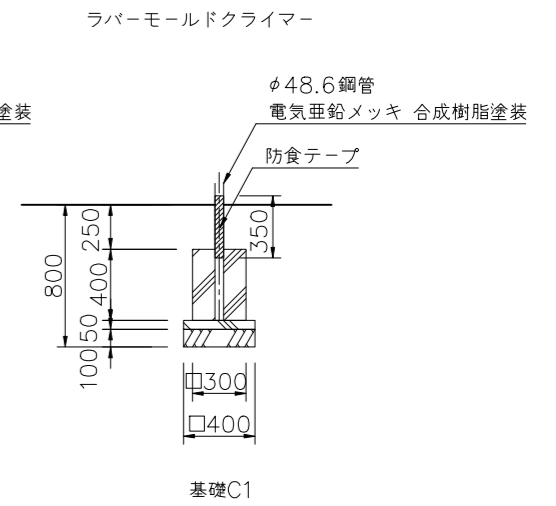 ラバーモールドクライマー
φ48.6鋼管
塗装
電気亜鉛メッキ 合成樹脂塗装
防食テープ
250
350
800
400
50
100
□300
□400
基礎C1